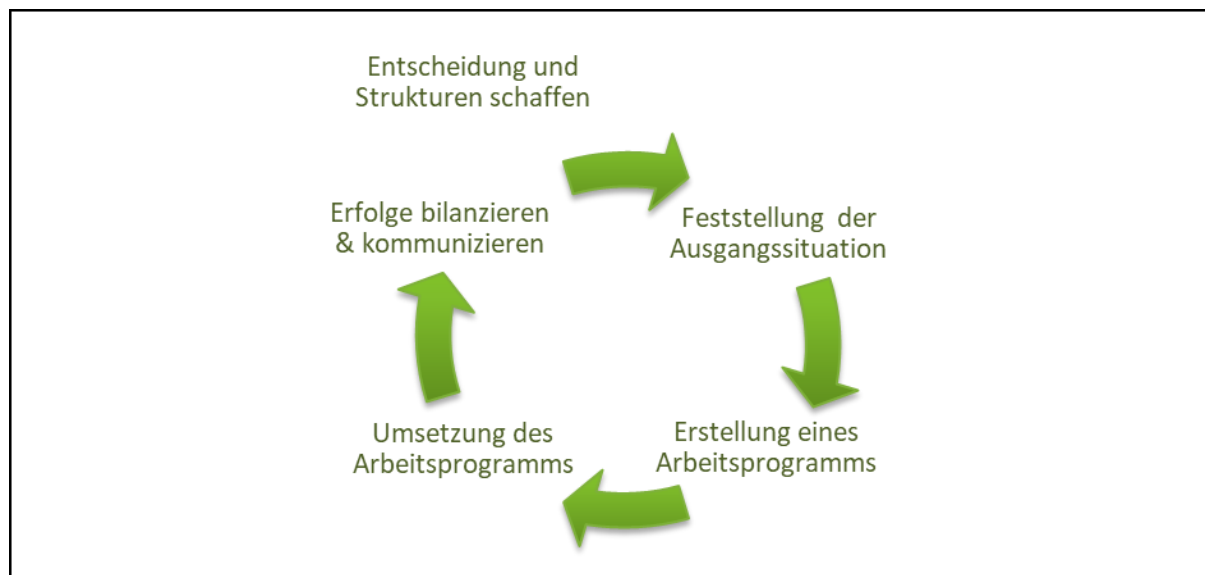 Entscheidung und
Strukturen schaffen
Feststellung der
Ausgangssituation
Erstellung eines
Arbeitsprogramms
Umsetzung des
Arbeitsprogramms
Erfolge bilanzieren
& kommunizieren